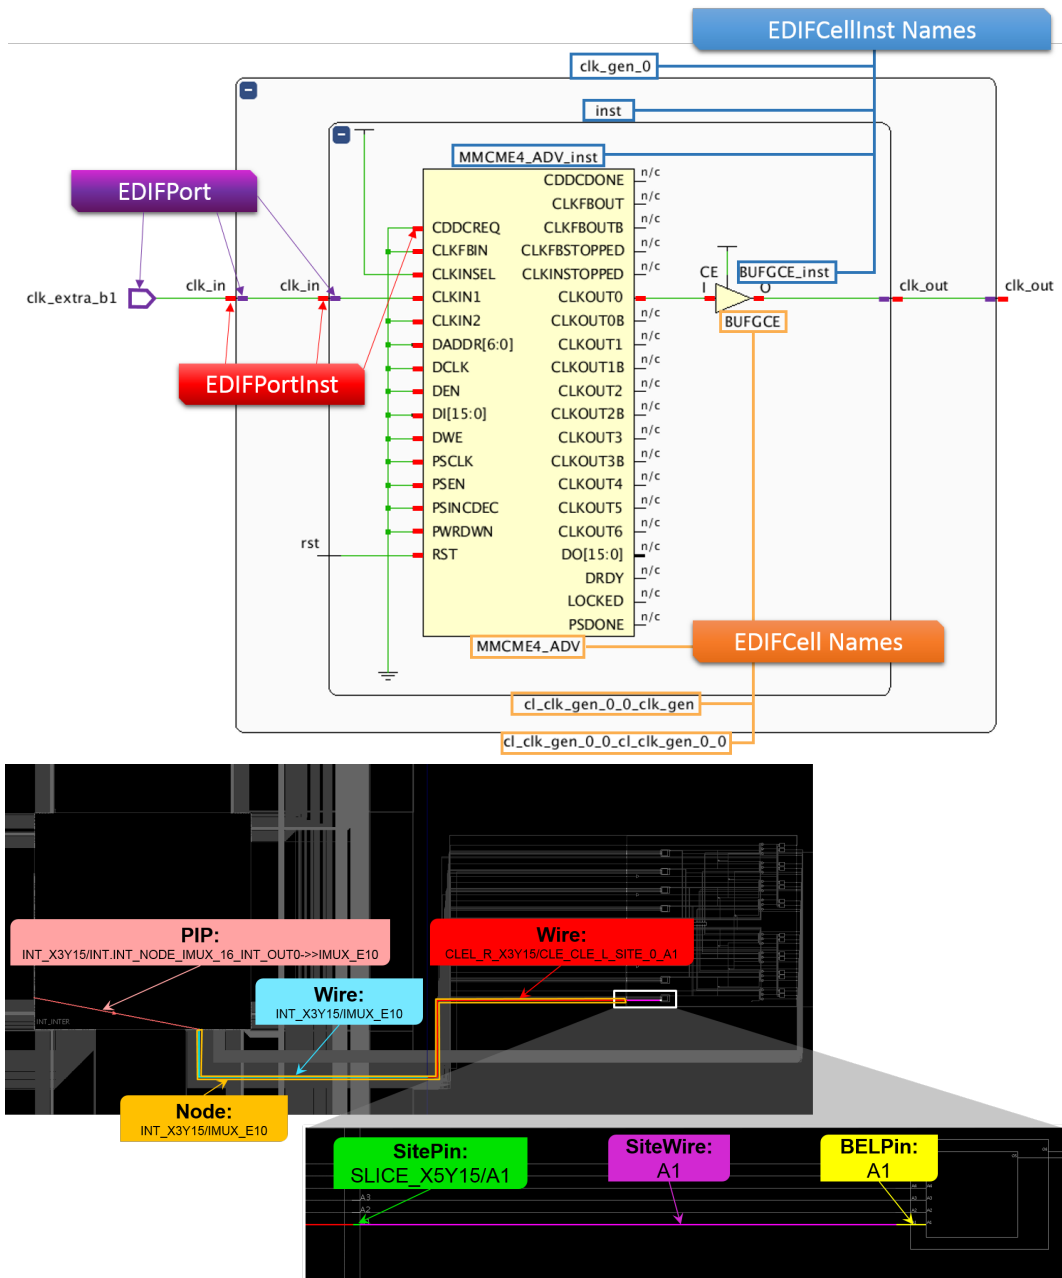 EDIFCellInst Names
clk_gen_0
inst
MMCME4_ADV_inst
CDDCDONE n/c
CLKFBOUT n/c
EDIFPort
CDDCREQ CLKFBOUTB n/c
CLKFBIN CLKFBSTOPPED n/c
CLKINSEL CLKINSTOPPED n/c
CE BUFGCE_inst
clk_extra_b1 clk_in clk_in CLKIN1 CLKOUT0 I O clk_out clk_out
CLKIN2 CLKOUT0B n/c
BUFGCE
DADDR[6:0] CLKOUT1 n/c
DCLK CLKOUT1B n/c
EDIFPortInst
DEN CLKOUT2 n/c
DI[15:0] CLKOUT2B n/c
DWE CLKOUT3 n/c
PSCLK CLKOUT3B n/c
PSEN CLKOUT4 n/c
PSINCDEC CLKOUT5 n/c
PWRDWN CLKOUT6 n/c
rst RST DO[15:0] n/c
DRDY n/c
LOCKED n/c
PSDONE n/c
MMCME4_ADV
EDIFCell Names
cl_clk_gen_0_0_clk_gen
cl_clk_gen_0_0_cl_clk_gen_0_0
PIP:
INT_X3Y15/INT.INT_NODE_IMUX_16_INT_OUT0->>IMUX_E10
Wire:
CLEL_R_X3Y15/CLE_CLE_L_SITE_0_A1
Wire:
INT_X3Y15/IMUX_E10
INT_INTER
Node:
INT_X3Y15/IMUX_E10
SitePin:
SLICE_X5Y15/A1
SiteWire:
A1
BELPin:
A1
A3
A2